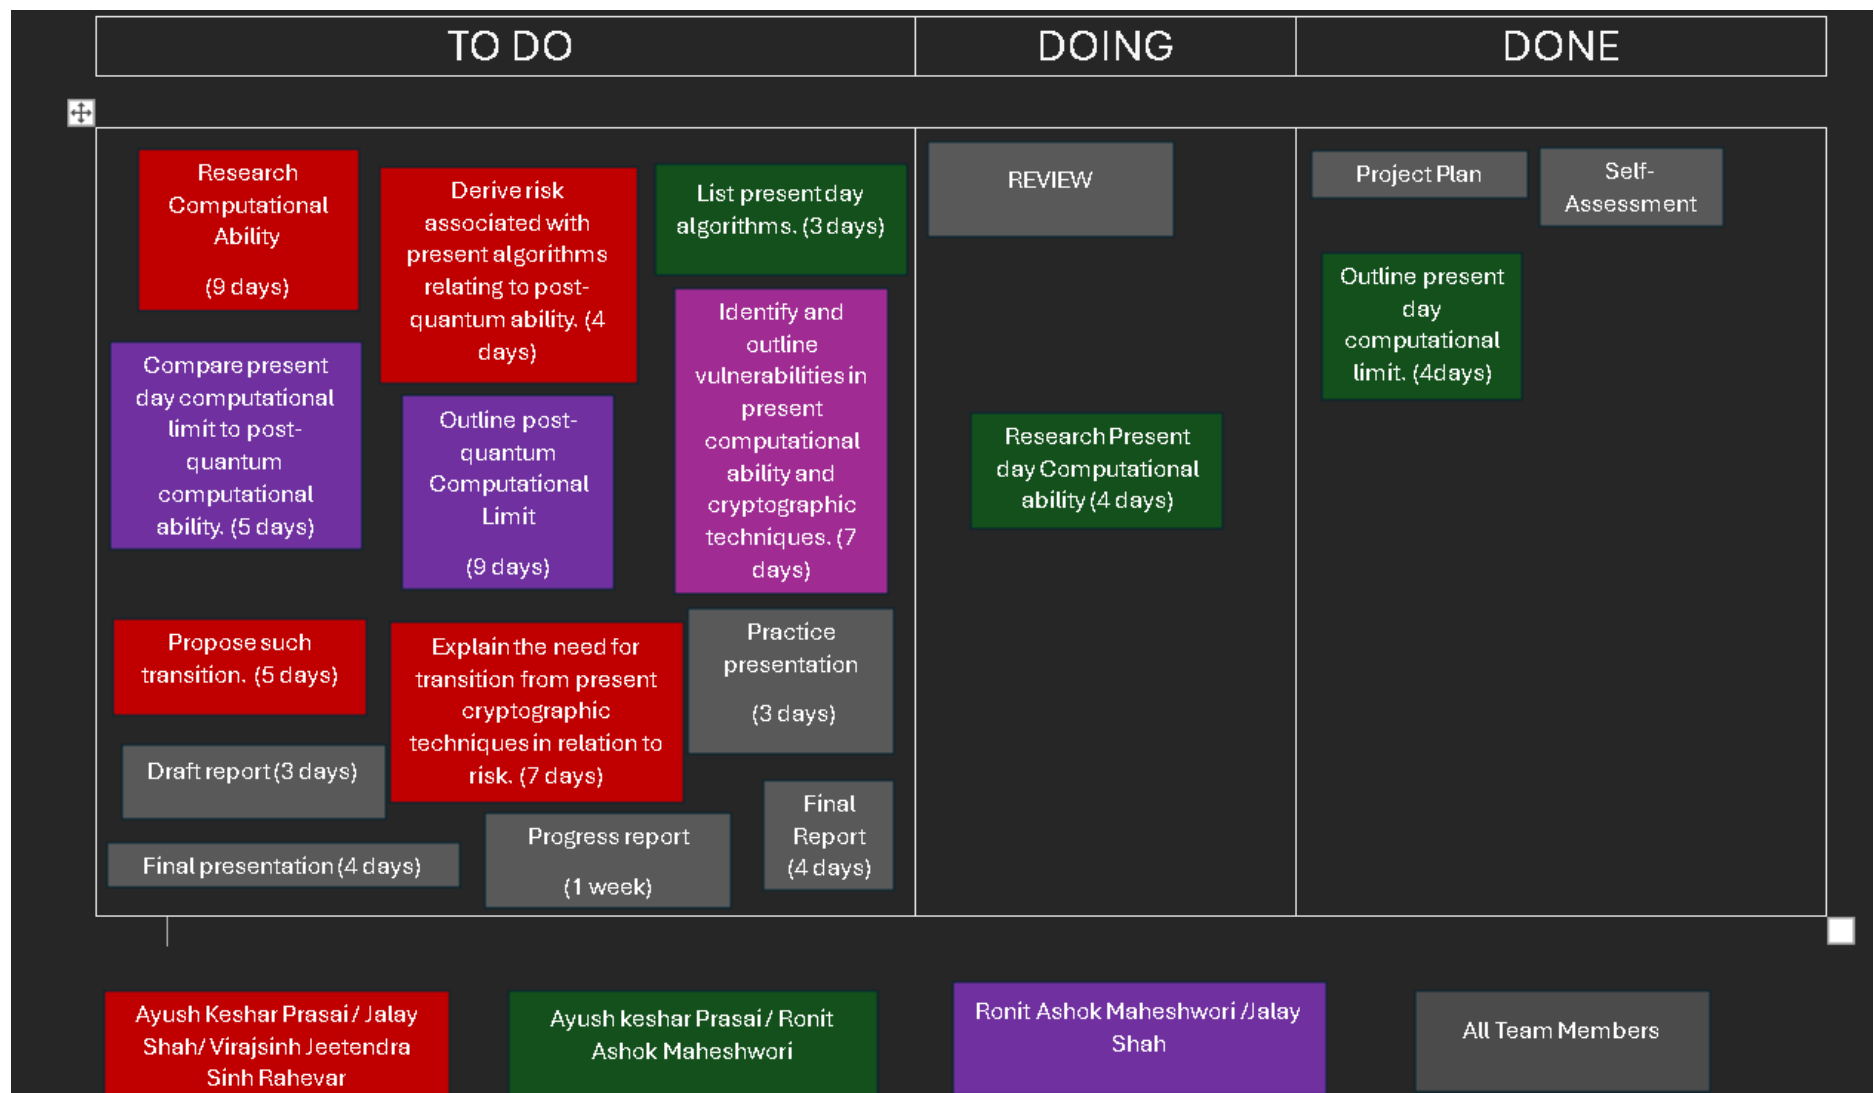 TO DO
DOING
DONE
Research
Computational
Ability
(9 days)
Derive risk
associated with
present algorithms
relating to post-
quantum ability. (4
days)
List present day
algorithms. (3 days)
Compare present
day computational
limit to post-
quantum
computational
ability. (5 days)
Outline post-
quantum
Computational
Limit
(9 days)
Identify and
outline
vulnerabilities in
present
computational
ability and
cryptographic
techniques. (7
days)
Propose such
transition. (5 days)
Explain the need for
transition from present
cryptographic
techniques in relation to
risk. (7 days)
Practice
presentation
(3 days)
Draft report (3 days)
Final presentation (4 days)
Progress report
(1 week)
Final
Report
(4 days)
REVIEW
Research Present
day Computational
ability (4 days)
Project Plan
Self-
Assessment
Outline present
day
computational
limit. (4days)
Ayush Keshar Prasai / Jalay
Shah/ Virajsinh Jeetendra
Sinh Rahevar
Ayush keshar Prasai / Ronit
Ashok Maheshwori
Ronit Ashok Maheshwori /Jalay
Shah
All Team Members